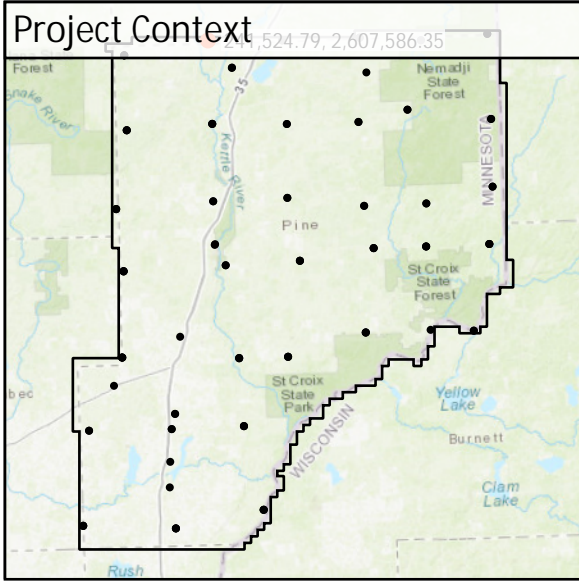 Project Context
241,524.79, 2,607,586.35
Forest
Nemadji
State
Forest
Snake River
35
Kettle River
MINNESOTA
Pine
St Croix
State
Forest
St Croix
State
Park
bec
WISCONSIN
Yellow
Lake
Burnett
Clam
Lake
Rush